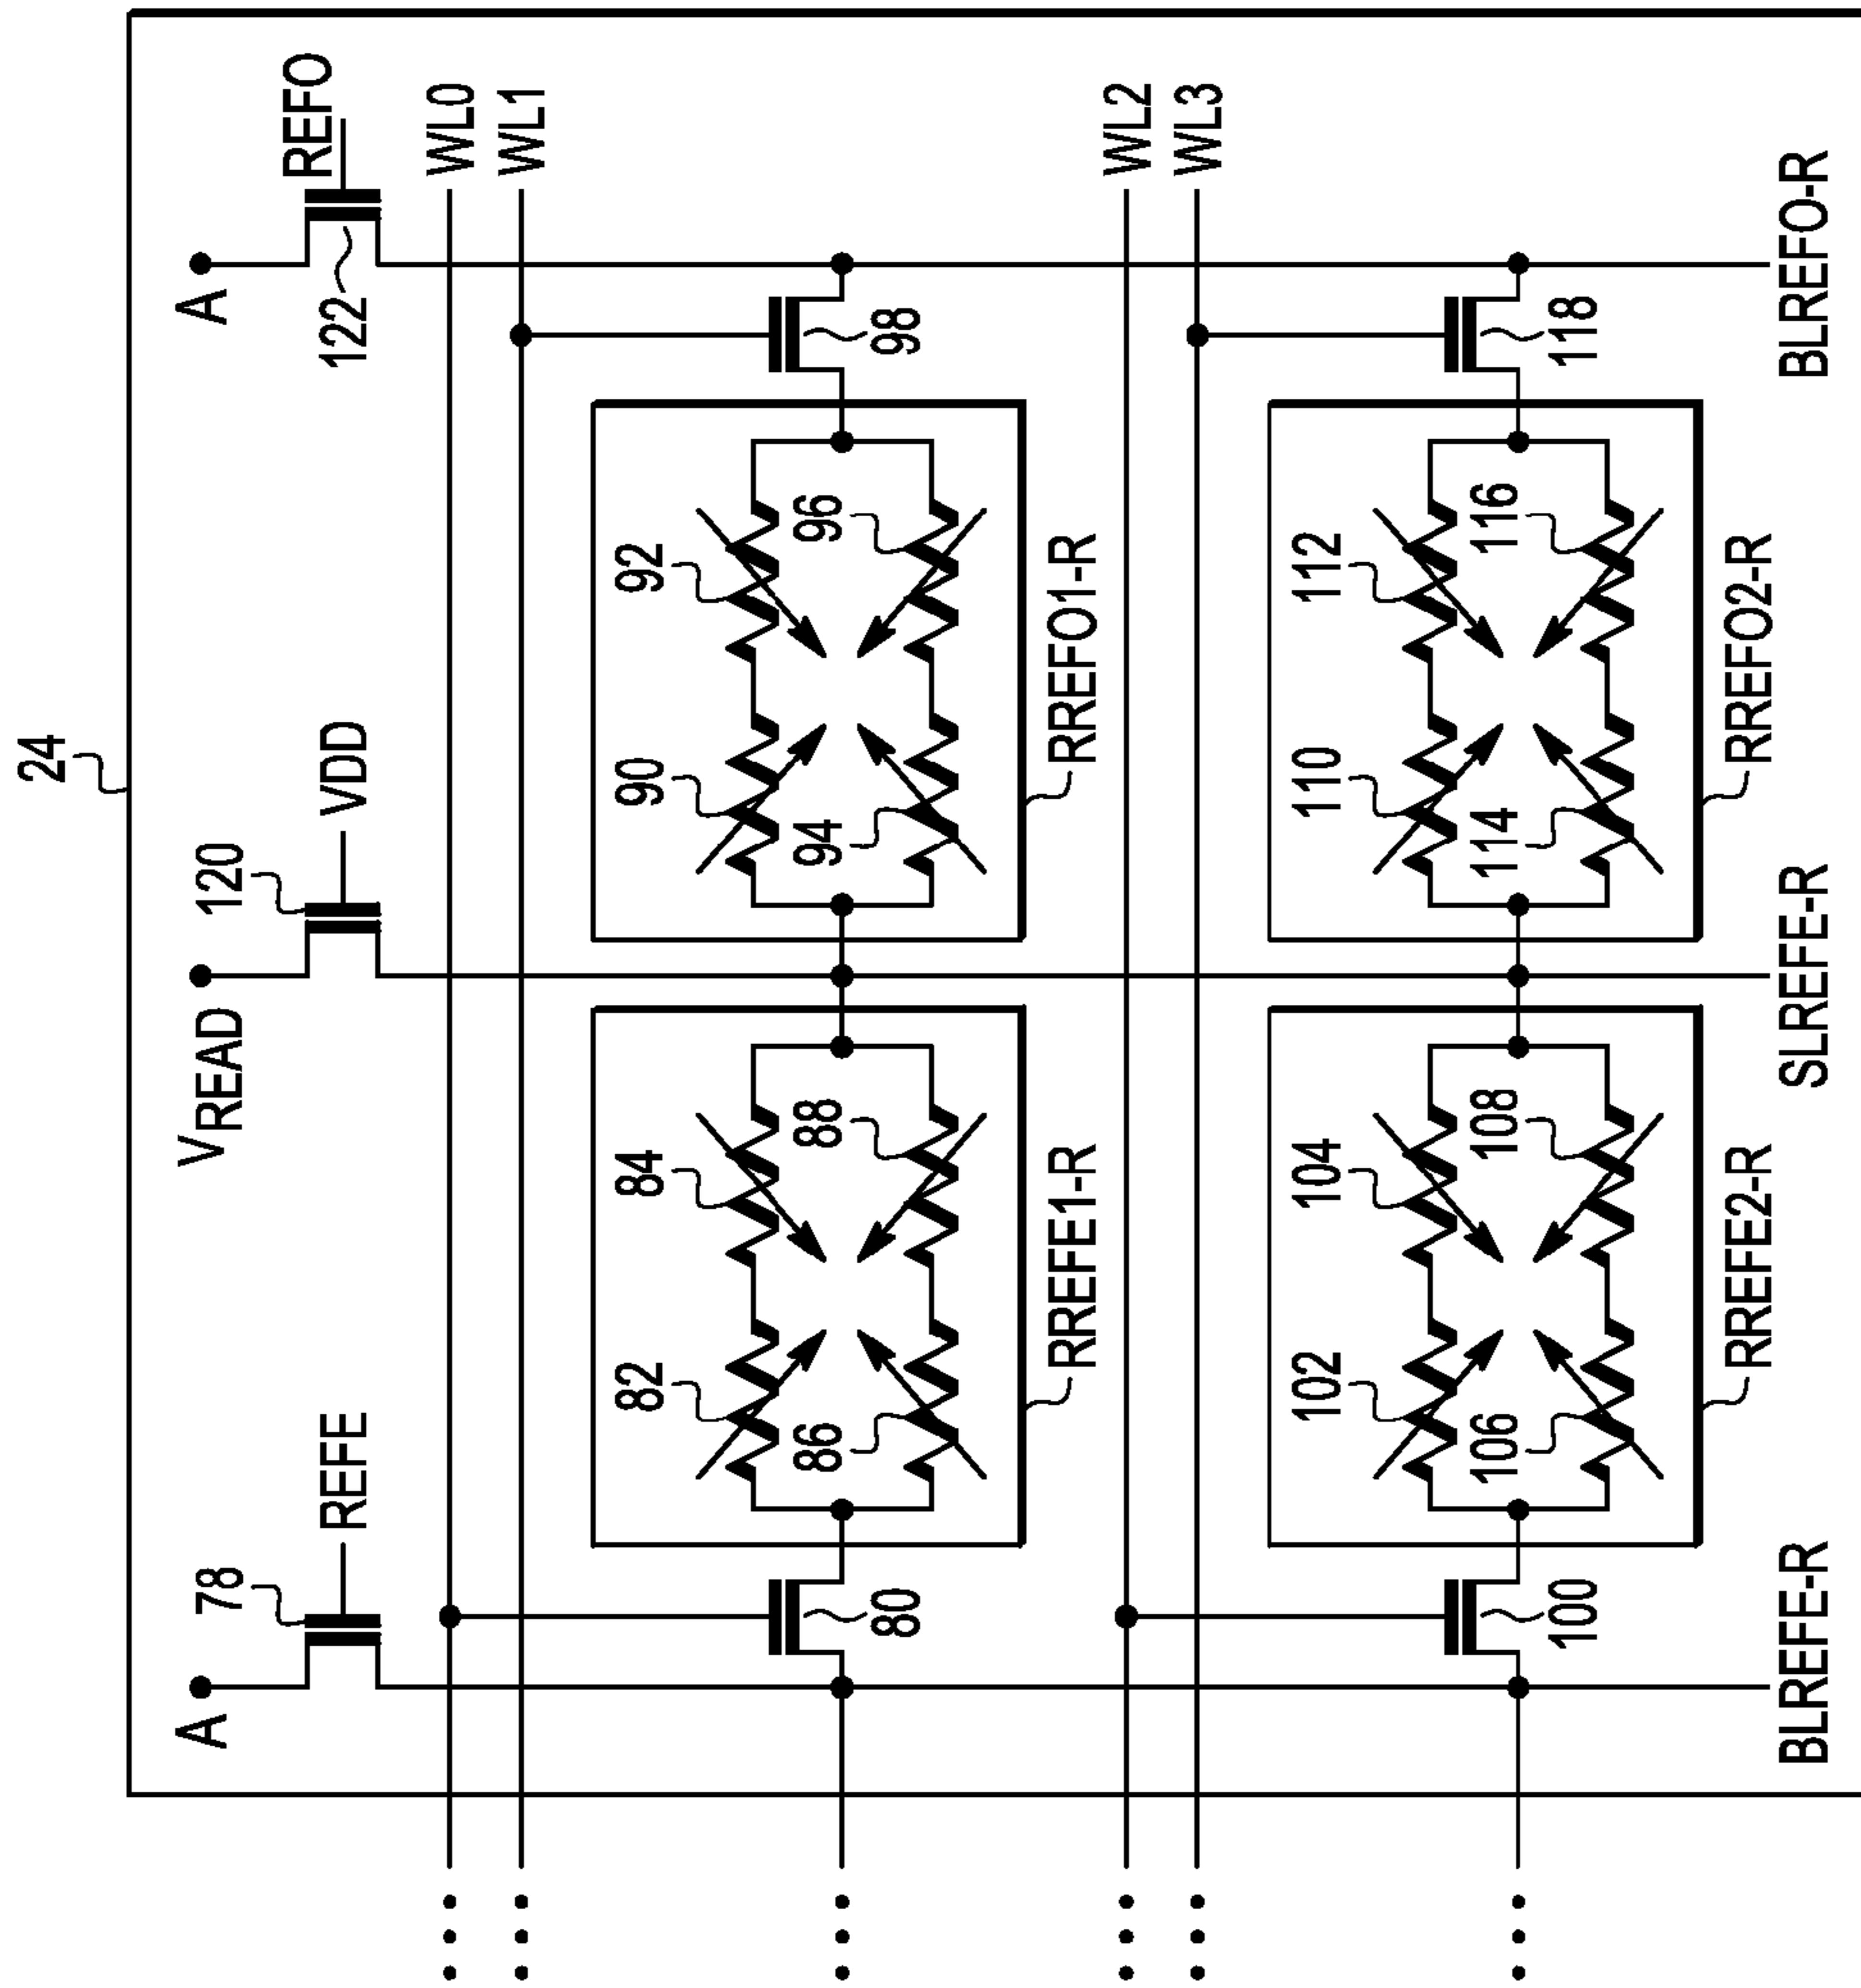 24
A
VREAD
A
78
REFE
120
VDD
122
REFO
WL0
WL1
82
84
90
92
86
88
94
96
80
98
RREFE1-R
RREFO1-R
WL2
WL3
102
104
110
112
106
108
114
116
100
118
RREFE2-R
RREFO2-R
BLREFE-R
SLREFE-R
BLREFO-R